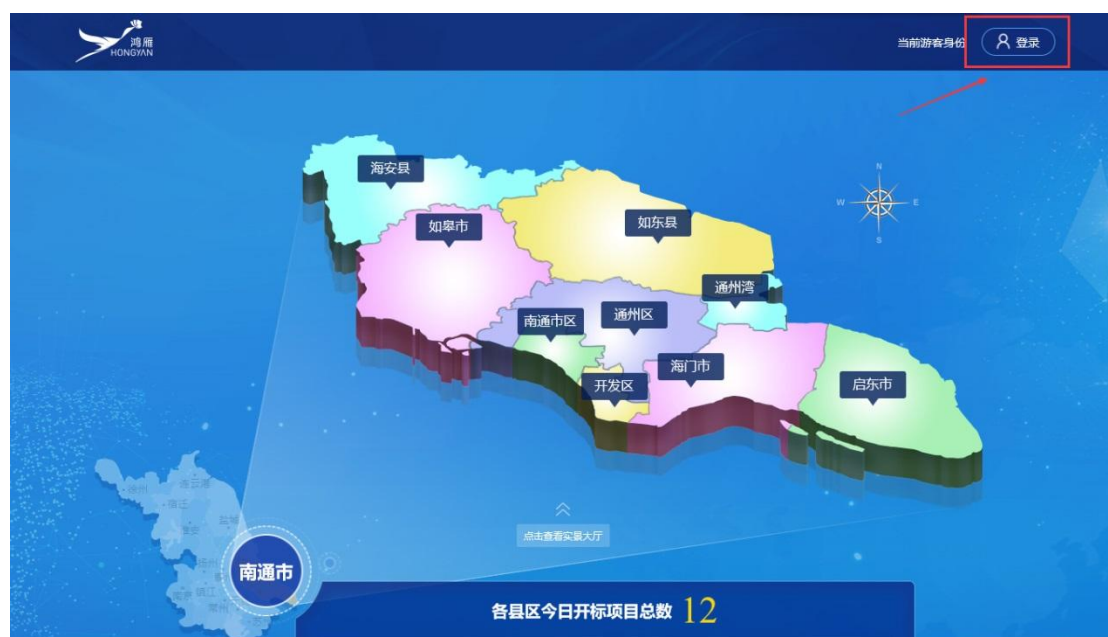 鸿雁
HONGYAN
当前游客身份
登录
海安县
如皋市
如东县
N
W
E
S
通州湾
南通市区
通州区
海门市
开发区
启东市
点击查看实景大厅
南通市
各县区今日开标项目总数 12